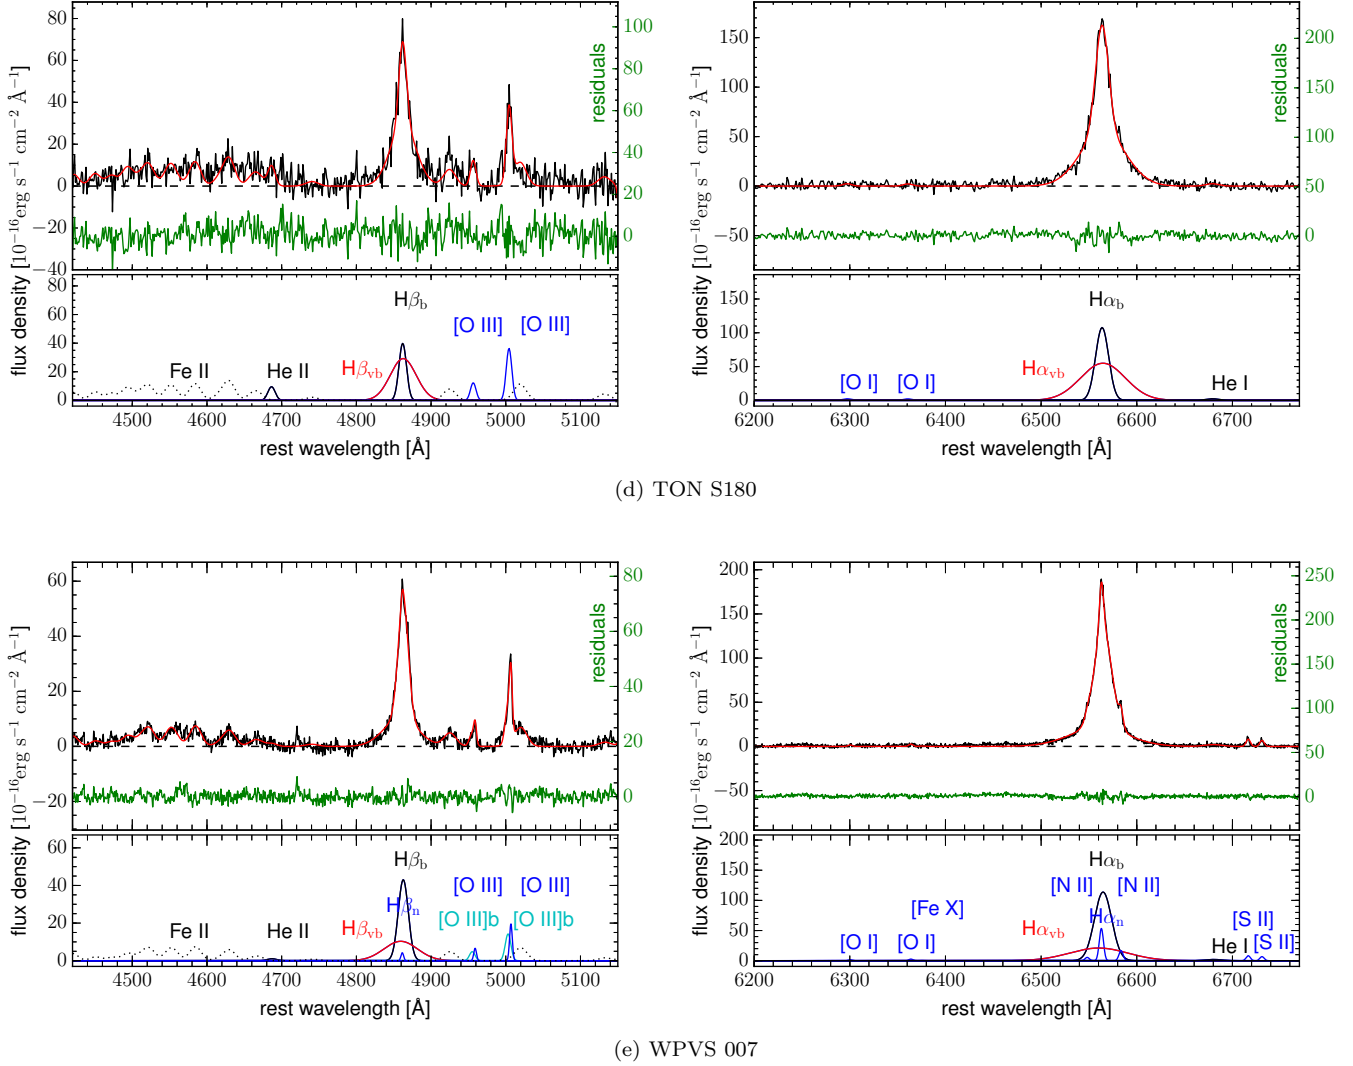 80
60
40
20
0
−20
−40
100
80
60
40
20
0
residuals
flux density [10⁻¹⁶erg s⁻¹ cm⁻² Å⁻¹]
80
60
40
20
0
Hβb
[O III] [O III]
Fe II He II Hβvb
4500 4600 4700 4800 4900 5000 5100
rest wavelength [Å]
150
100
50
0
−50
200
150
100
50
0
residuals
flux density [10⁻¹⁶erg s⁻¹ cm⁻² Å⁻¹]
150
100
50
0
Hαb
Hαvb
[O I] [O I] He I
6200 6300 6400 6500 6600 6700
rest wavelength [Å]
(d) TON S180
60
40
20
0
−20
80
60
40
20
0
residuals
flux density [10⁻¹⁶erg s⁻¹ cm⁻² Å⁻¹]
60
40
20
0
Hβb
[O III] [O III]
Hβn
[O III]b [O III]b
Fe II He II Hβvb
4500 4600 4700 4800 4900 5000 5100
rest wavelength [Å]
200
150
100
50
0
−50
250
200
150
100
50
0
residuals
flux density [10⁻¹⁶erg s⁻¹ cm⁻² Å⁻¹]
200
150
100
50
0
Hαb
[N II] [N II]
[Fe X] Hαn [S II]
Hαvb
[O I] [O I] He I [S II]
6200 6300 6400 6500 6600 6700
rest wavelength [Å]
(e) WPVS 007